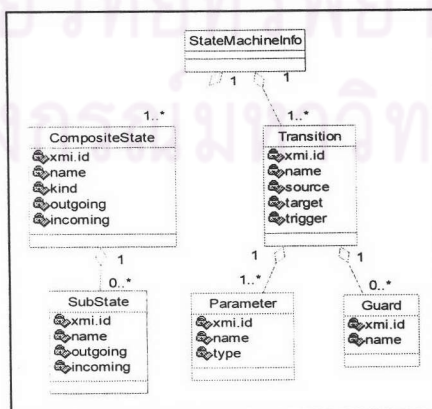 StateMachineInfo
1
1
1..*
1..*
CompositeState
xmi.id
name
kind
outgoing
incoming
Transition
xmi.id
name
source
target
trigger
1
1
1
0..*
1..*
0..*
SubState
xmi.id
name
outgoing
incoming
Parameter
xmi.id
name
type
Guard
xmi.id
name